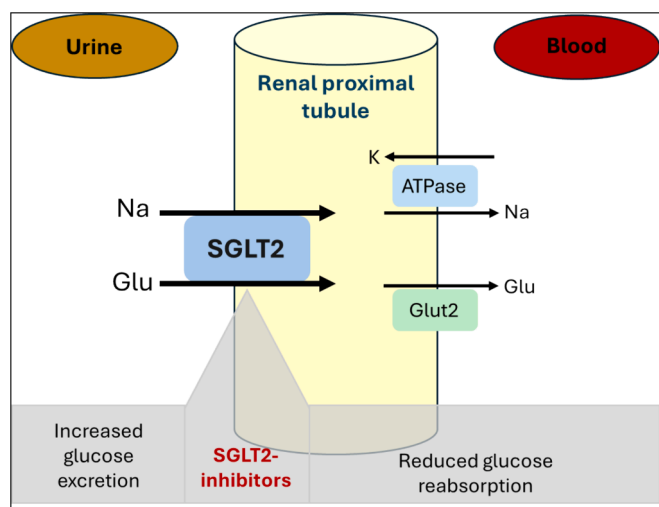 Urine
Blood
Renal proximal
tubule
K
ATPase
Na
Na
SGLT2
Glu
Glu
Glut2
Increased
glucose
excretion
SGLT2-
inhibitors
Reduced glucose
reabsorption